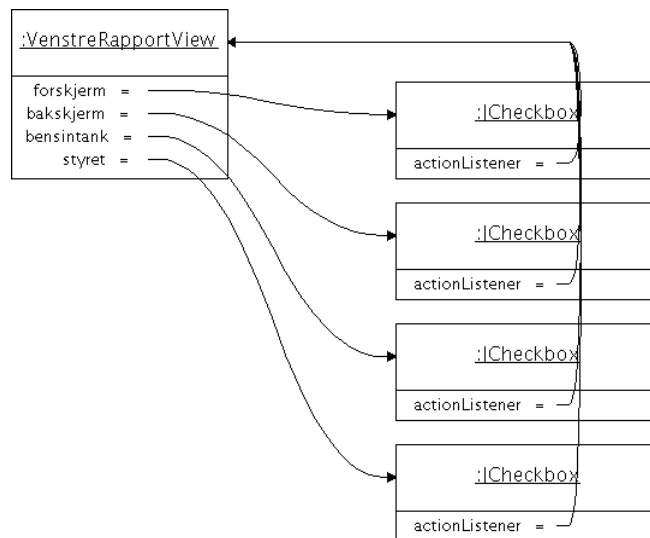 :VenstreRapportView
forskjerm =
bakskjerm =
bensintank =
styret =
:JCheckbox
actionListener =
:JCheckbox
actionListener =
:JCheckbox
actionListener =
:JCheckbox
actionListener =